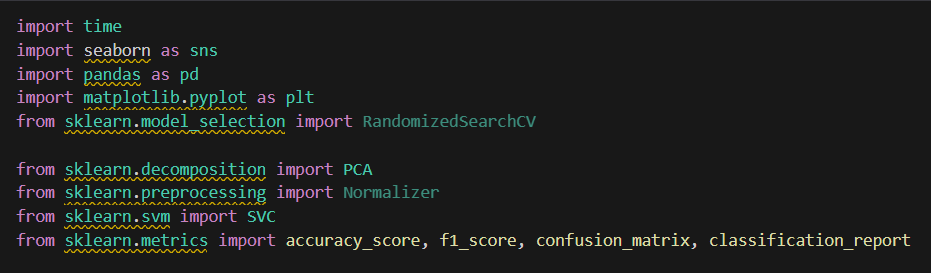 import time
import seaborn as sns
import pandas as pd
import matplotlib.pyplot as plt
from sklearn.model_selection import RandomizedSearchCV
from sklearn.decomposition import PCA
from sklearn.preprocessing import Normalizer
from sklearn.svm import SVC
from sklearn.metrics import accuracy_score, f1_score, confusion_matrix, classification_report